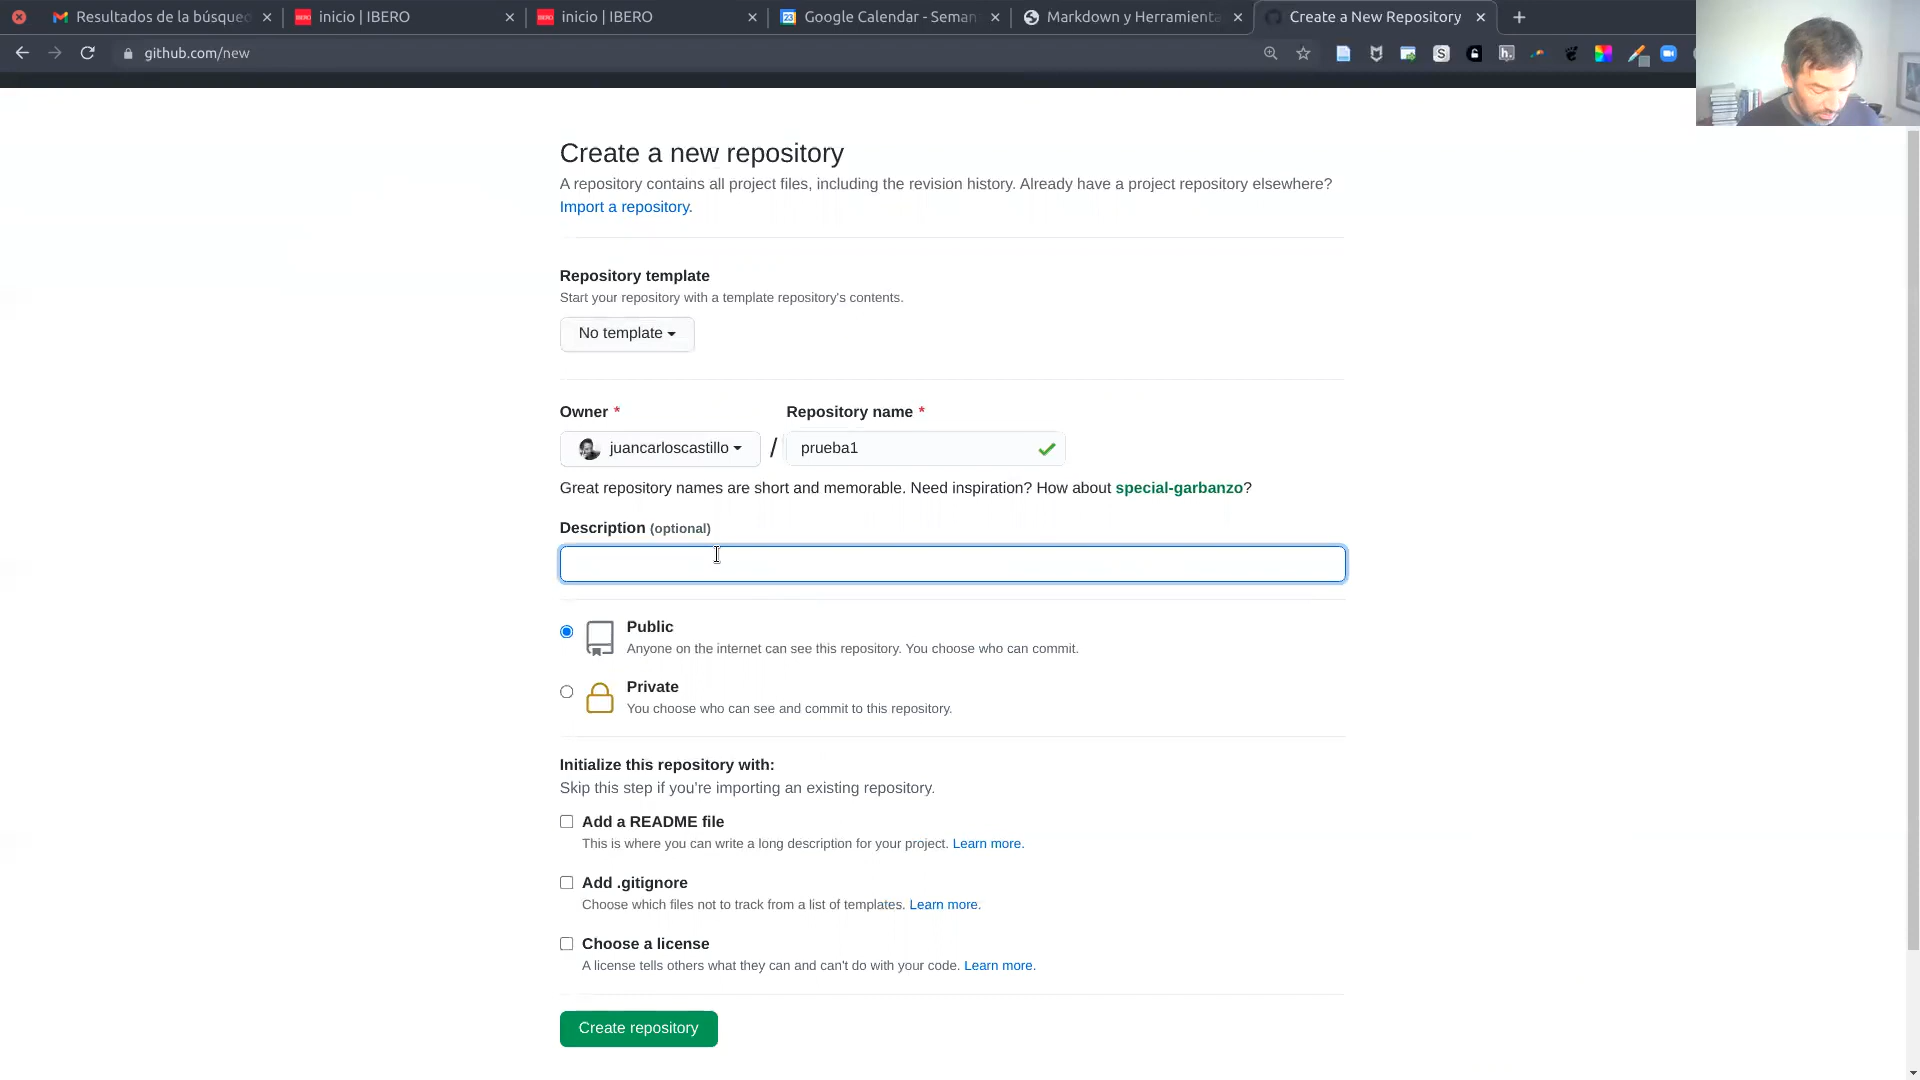 Resultados de la búsqued
inicio | IBERO
inicio | IBERO
23
Google Calendar - Seman
Markdown y Herramienta
Create a New Repository
github.com/new
S
h.
Create a new repository
A repository contains all project files, including the revision history. Already have a project repository elsewhere?
Import a repository.
Repository template
Start your repository with a template repository's contents.
No template
Owner *
Repository name *
juancarloscastillo
/
prueba1
Great repository names are short and memorable. Need inspiration? How about special-garbanzo?
Description (optional)
Public
Anyone on the internet can see this repository. You choose who can commit.
Private
You choose who can see and commit to this repository.
Initialize this repository with:
Skip this step if you're importing an existing repository.
Add a README file
This is where you can write a long description for your project. Learn more.
Add .gitignore
Choose which files not to track from a list of templates. Learn more.
Choose a license
A license tells others what they can and can't do with your code. Learn more.
Create repository